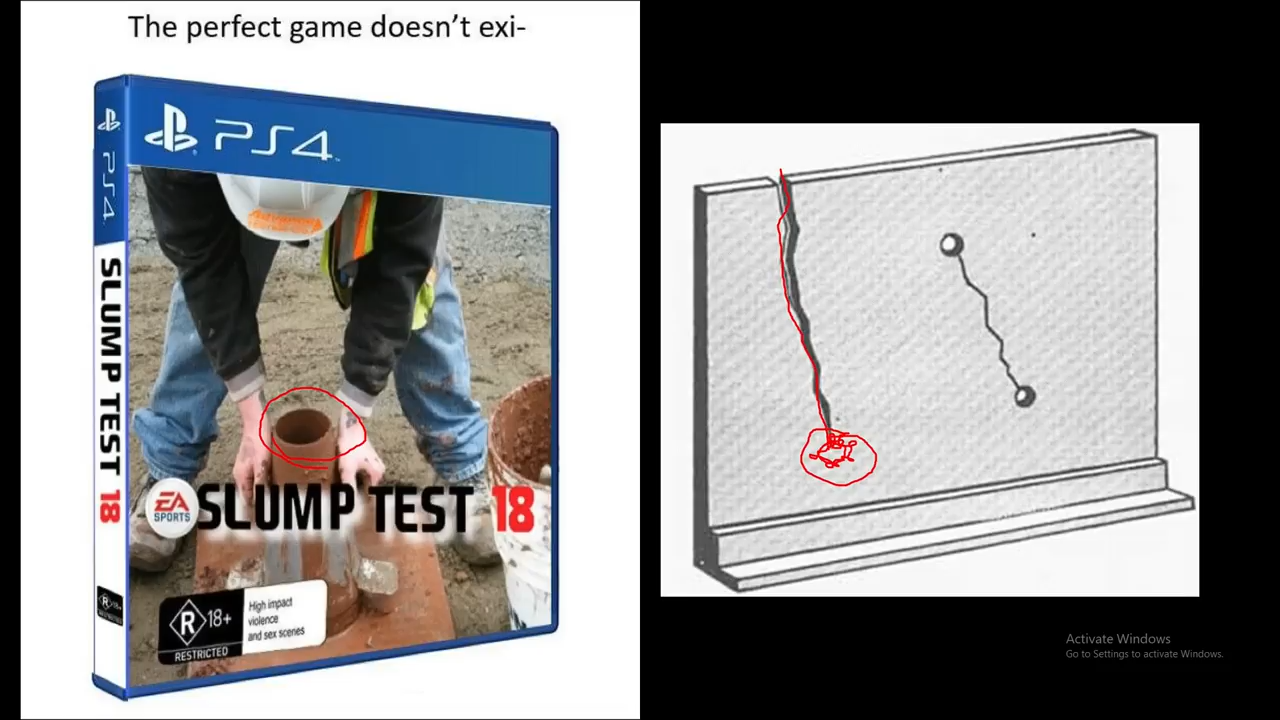 The perfect game doesn’t exi-
PS4
PS4
SLUMP TEST 18
EA
SPORTS
SLUMP TEST 18
R 18+
RESTRICTED
High impact
violence
and sex scenes
Activate Windows
Go to Settings to activate Windows.